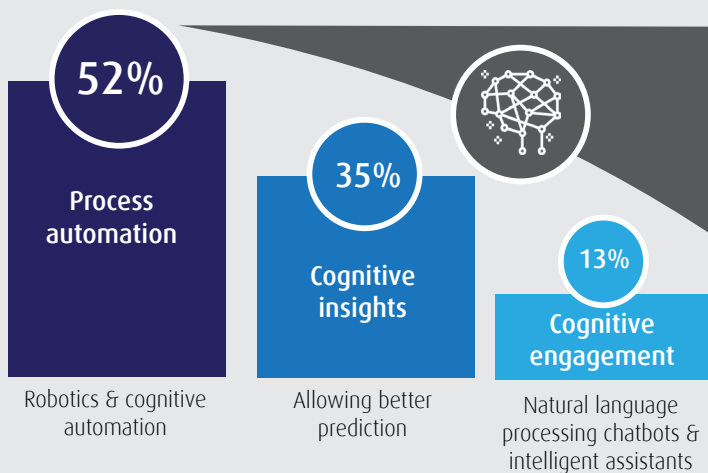 52%
Process
automation
Robotics & cognitive
automation
35%
Cognitive
insights
Allowing better
prediction
13%
Cognitive
engagement
Natural language
processing chatbots &
intelligent assistants